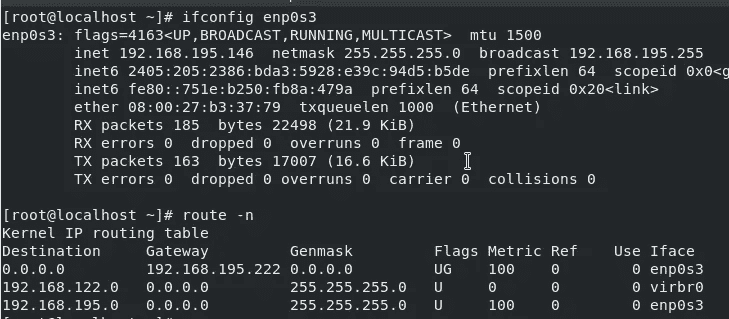 [root@localhost ~]# ifconfig enp0s3
enp0s3: flags=4163<UP,BROADCAST,RUNNING,MULTICAST>  mtu 1500
        inet 192.168.195.146  netmask 255.255.255.0  broadcast 192.168.195.255
        inet6 2405:205:2386:bda3:5928:e39c:94d5:b5de  prefixlen 64  scopeid 0x0<g
        inet6 fe80::751e:b250:fb8a:479a  prefixlen 64  scopeid 0x20<link>
        ether 08:00:27:b3:37:79  txqueuelen 1000  (Ethernet)
        RX packets 185  bytes 22498 (21.9 KiB)
        RX errors 0  dropped 0  overruns 0  frame 0
        TX packets 163  bytes 17007 (16.6 KiB)
        TX errors 0  dropped 0 overruns 0  carrier 0  collisions 0
[root@localhost ~]# route -n
Kernel IP routing table
Destination     Gateway         Genmask         Flags Metric Ref    Use Iface
0.0.0.0         192.168.195.222 0.0.0.0         UG    100    0        0 enp0s3
192.168.122.0   0.0.0.0         255.255.255.0   U     0      0        0 virbr0
192.168.195.0   0.0.0.0         255.255.255.0   U     100    0        0 enp0s3